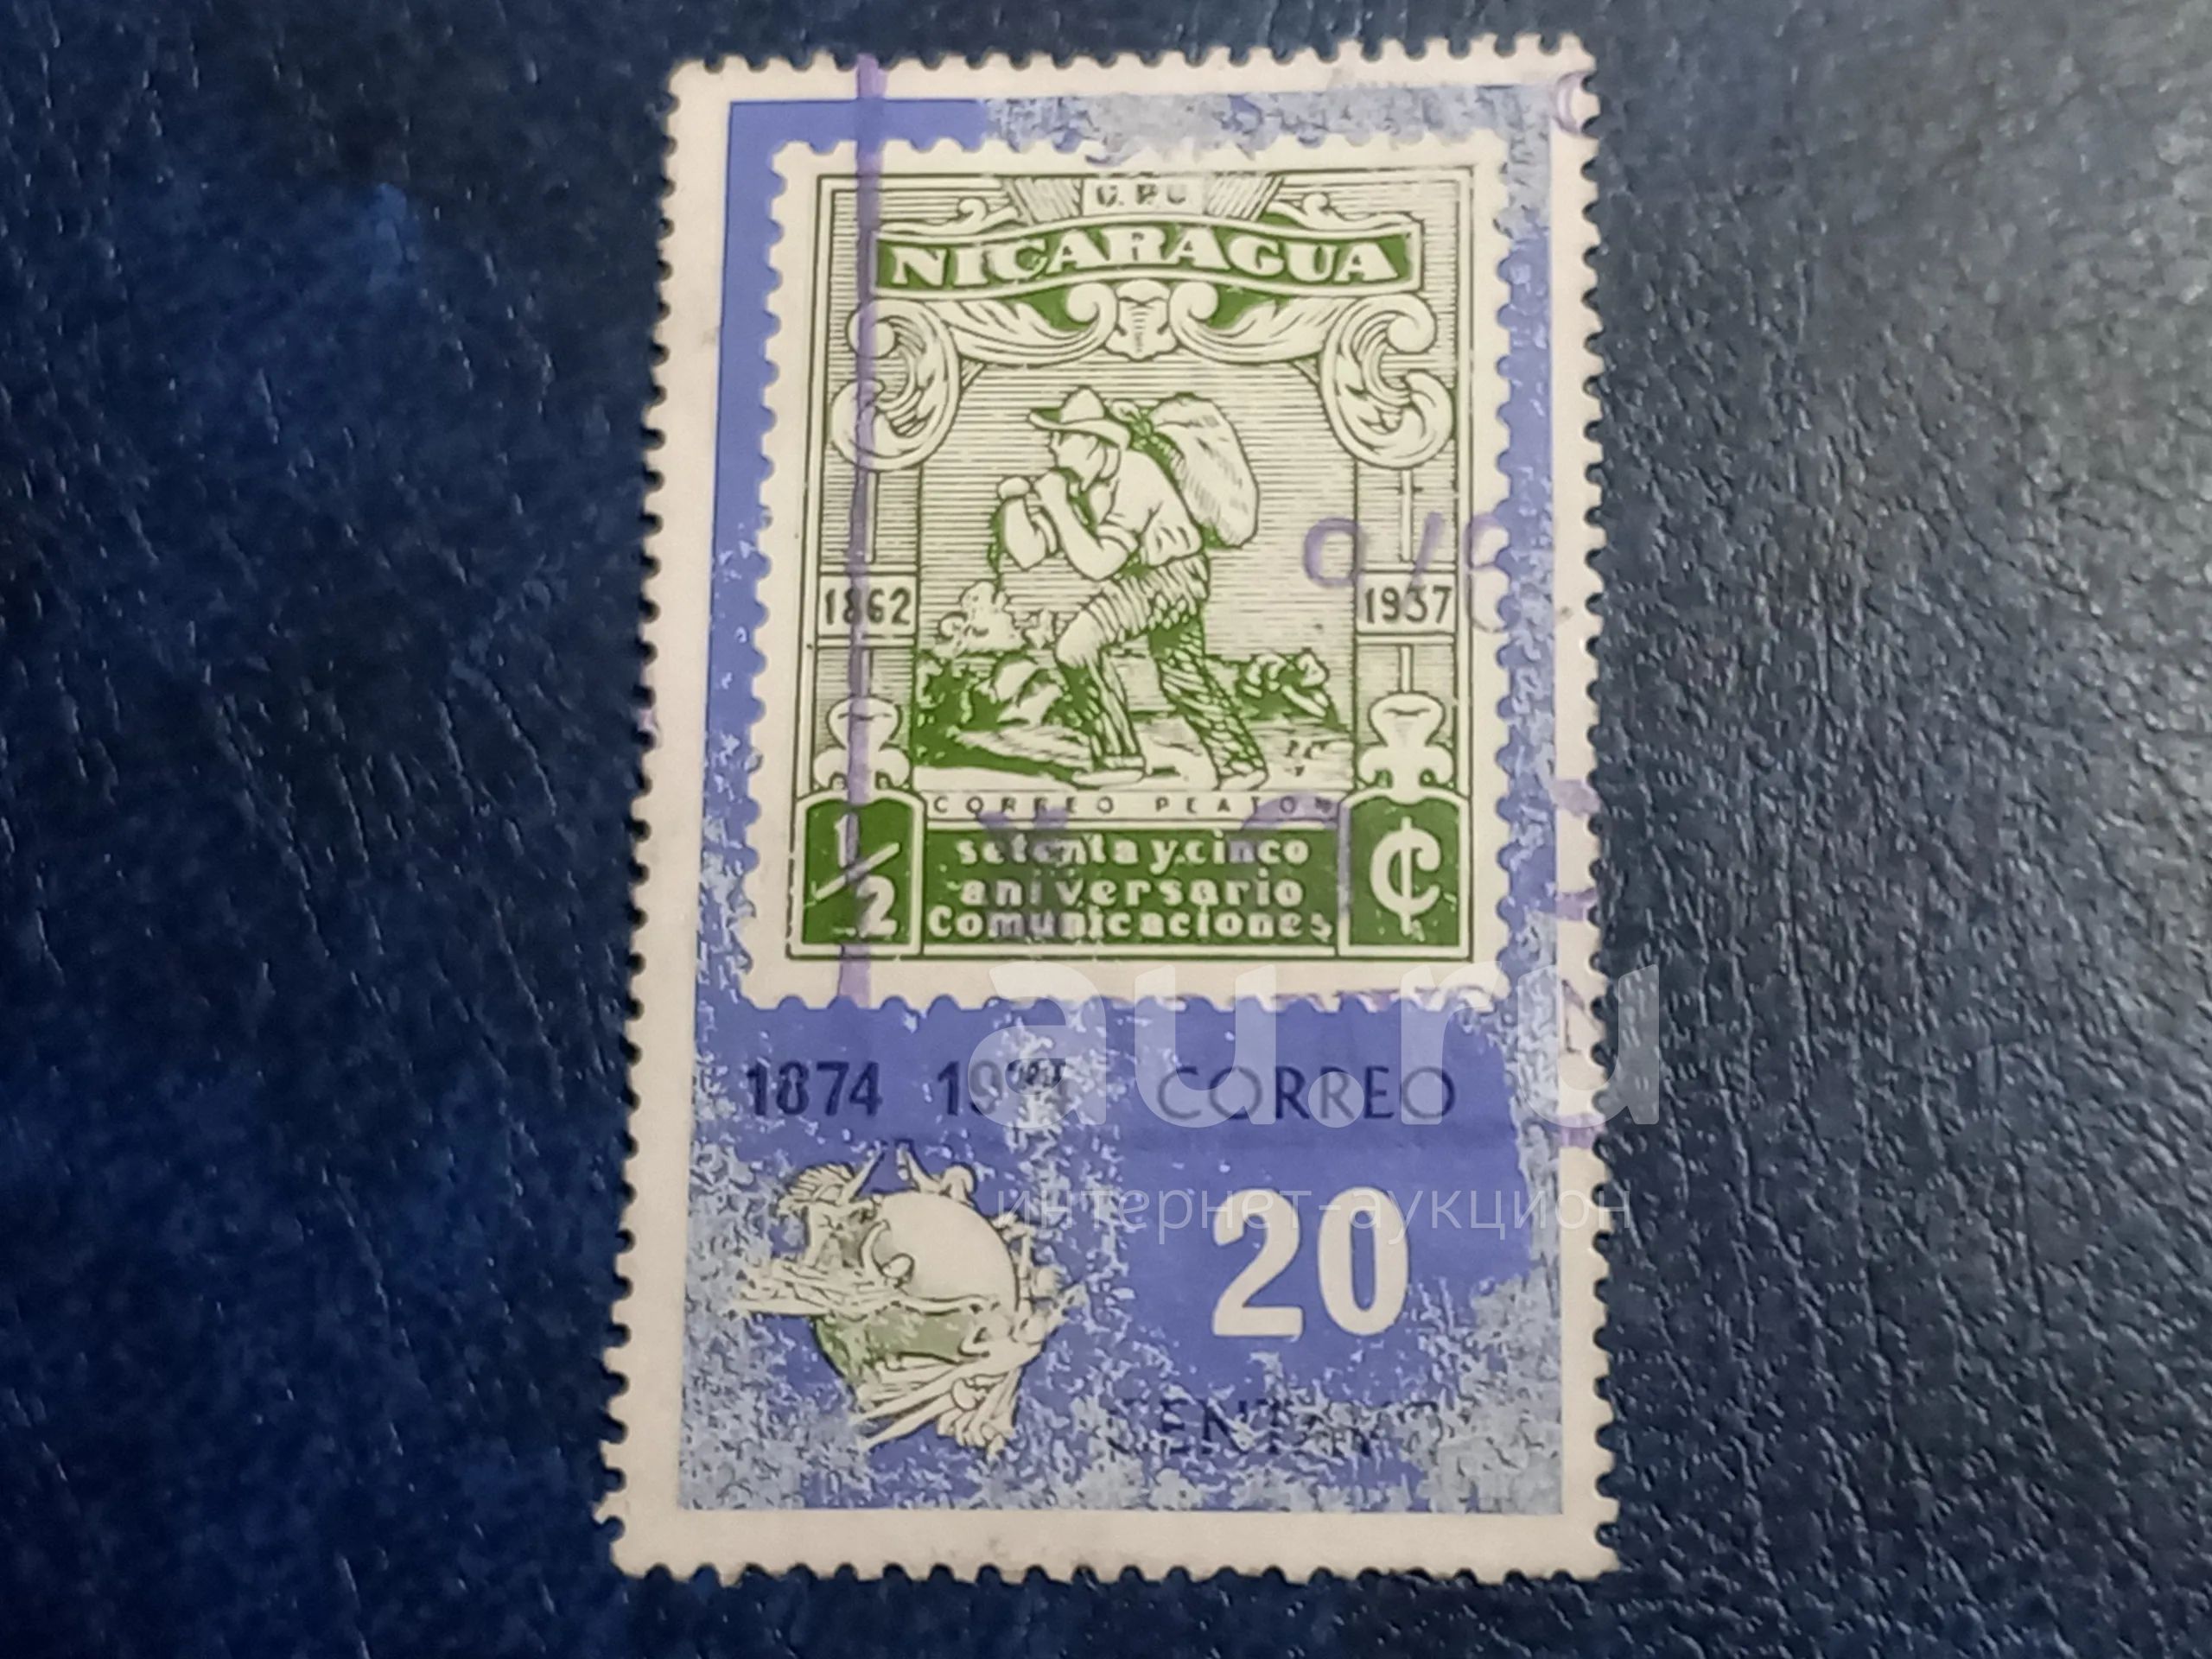 U.P.U
NICARAGUA
1862
1937
CORREO PEATON
1/2
setenta y cinco
aniversario
Comunicaciones
₵
1874 CORREO
20
au.ru
интернет-аукцион